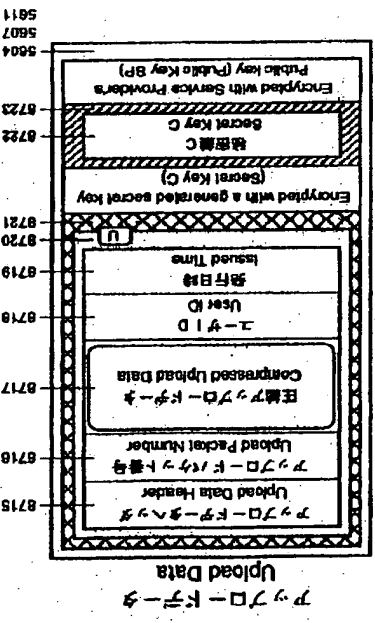 アップロードデータ
Upload Data
アップロードデータヘッダ
Upload Data Header
8715
アップロードパケット番号
Upload Packet Number
8716
圧縮アップロードデータ
Compressed Upload Data
8717
ユーザーID
User ID
8718
発行日時
Issued Time
8719
U
8720
8721
Encrypted with a generated secret key
(Secret Key C)
秘密鍵C
Secret Key C
8722
8723
Encrypted with Service Provider's
Public key (Public Key SP)
5604
5607
5611